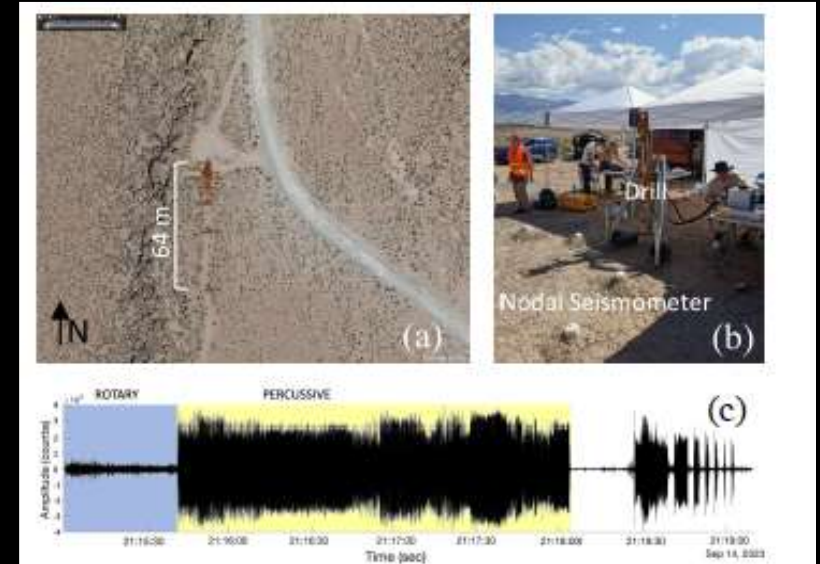 64 m
N
(a)
Drill
Nodal Seismometer
(b)
ROTARY
PERCUSSIVE
(c)
Amplitude (counts)
21:15:30
21:16:00
21:16:30
21:17:00
21:17:30
21:18:00
21:18:30
21:19:00
Time (sec)
Sep 14, 2023